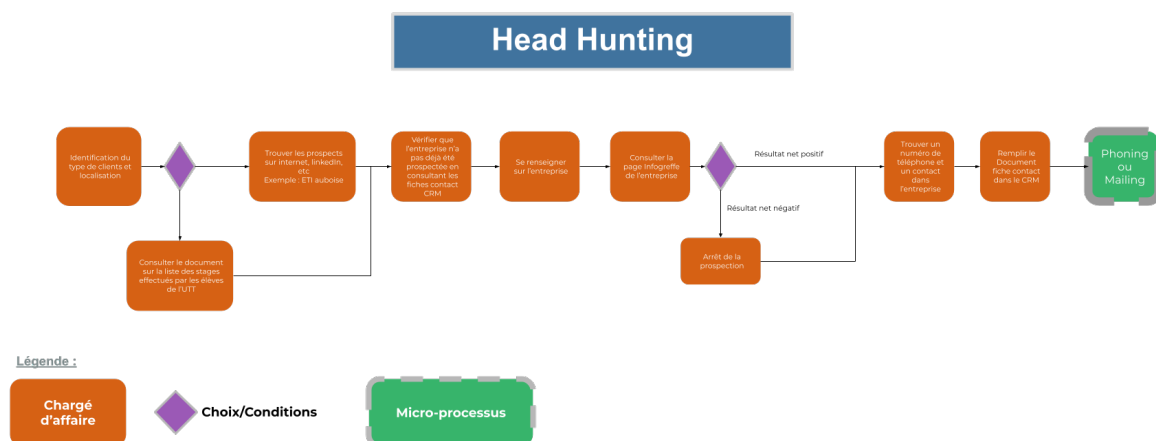 Head Hunting
Identification du
type de clients et
localisation
Trouver les prospects
sur internet, linkedIn,
etc
Exemple : ETI auboise
Vérifier que
l'entreprise n'a
pas déjà été
prospectée en
consultant les
fiches contact
CRM
Se renseigner
sur l'entreprise
Consulter la
page Infogreffe
de l'entreprise
Résultat net positif
Trouver un
numéro de
téléphone et
un contact
dans
l'entreprise
Remplir le
Document
fiche contact
dans le CRM
Phoning
ou
Mailing
Résultat net négatif
Consulter le document
sur la liste des stages
effectués par les élèves
de l'UTT
Arrêt de la
prospection
Légende :
Chargé
d'affaire
Choix/Conditions
Micro-processus